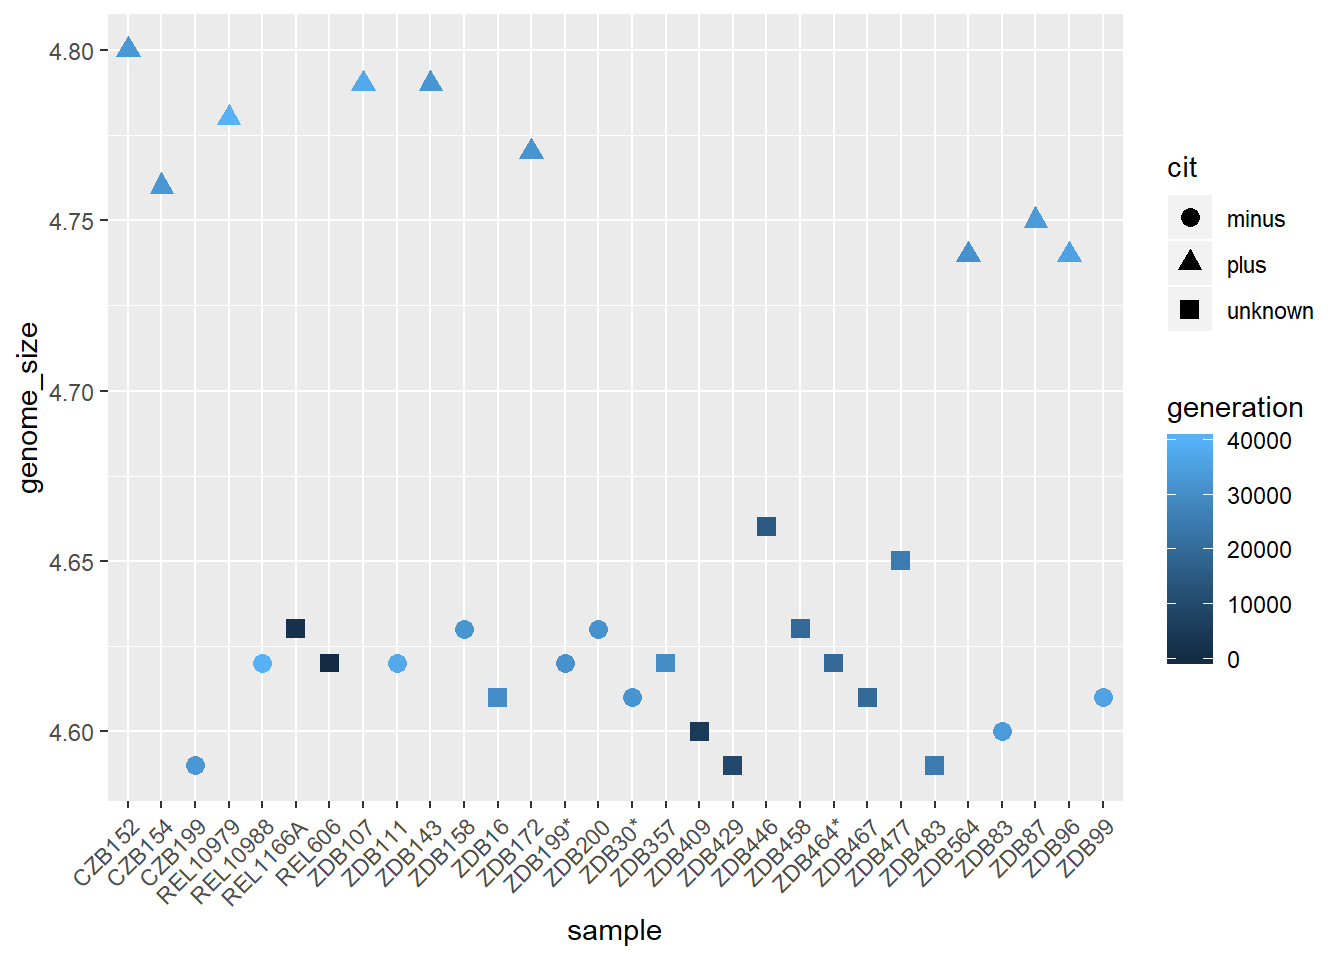 genome_size
4.80
4.75
4.70
4.65
4.60
CZB152
CZB154
CZB199
REL10979
REL10988
REL1166A
REL606
ZDB107
ZDB111
ZDB143
ZDB158
ZDB16
ZDB172
ZDB199*
ZDB200
ZDB30*
ZDB357
ZDB409
ZDB429
ZDB446
ZDB458
ZDB464*
ZDB467
ZDB477
ZDB483
ZDB564
ZDB83
ZDB87
ZDB96
ZDB99
sample
cit
minus
plus
unknown
generation
40000
30000
20000
10000
0